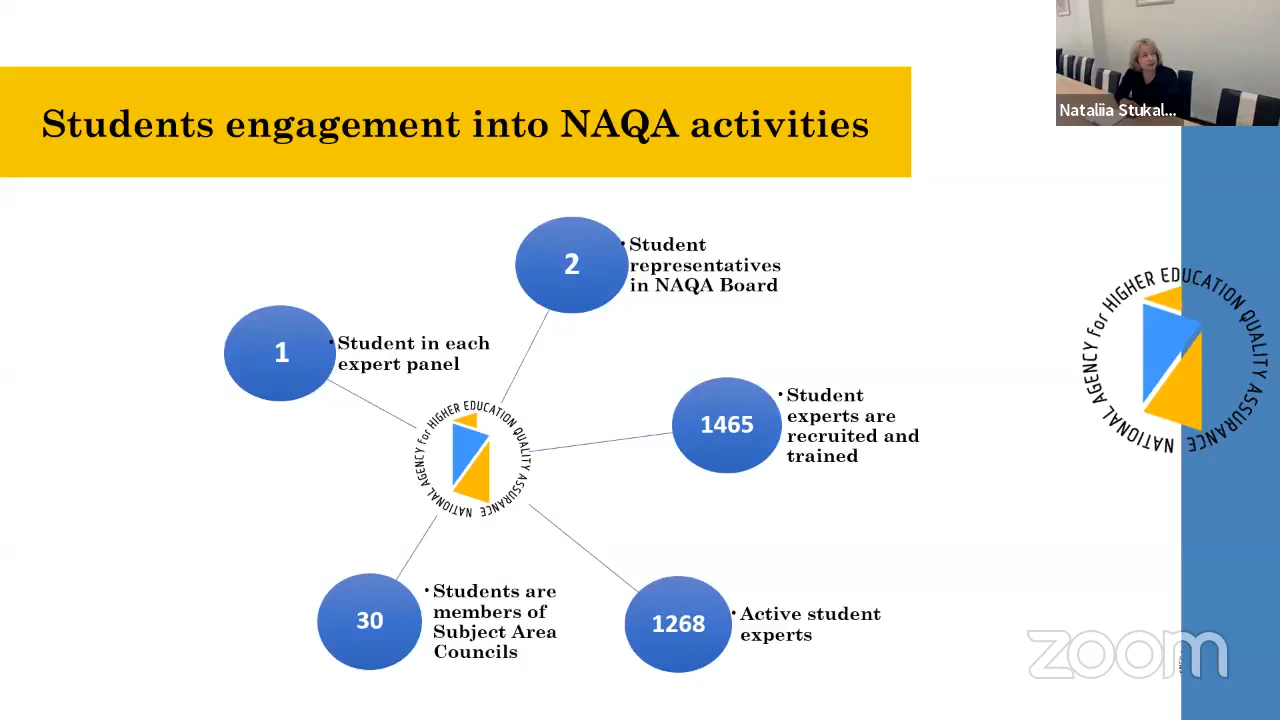 Nataliia Stukal...
Students engagement into NAQA activities
2
• Student
representatives
in NAQA Board
1
• Student in each
expert panel
1465
• Student
experts are
recruited and
trained
30
• Students are
members of
Subject Area
Councils
1268
• Active student
experts
NATIONAL AGENCY for HIGHER EDUCATION QUALITY ASSURANCE
NATIONAL AGENCY for HIGHER EDUCATION QUALITY ASSURANCE
zoom